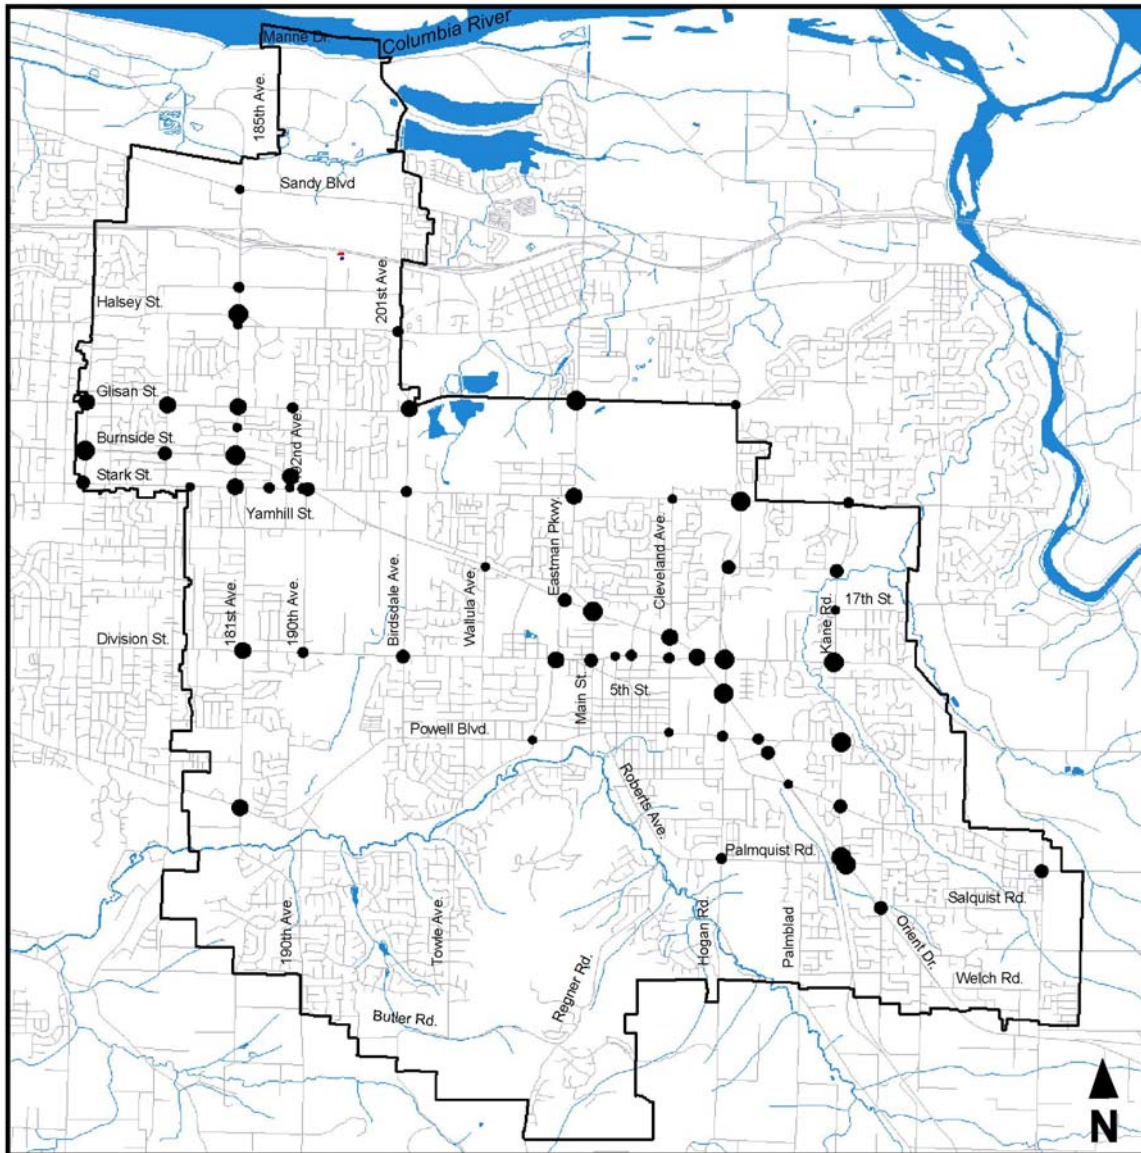 Marine Dr.
Columbia River
185th Ave.
Sandy Blvd
201st Ave.
Halsey St.
Glisan St.
Burnside St.
Stark St.
Yamhill St.
Eastman Pkwy.
Cleveland Ave.
Wallula Ave.
Birdsdale Ave.
181st Ave.
190th Ave.
Division St.
17th St.
Kane Rd.
5th St.
Main St.
Powell Blvd.
Roberts Ave.
Palmquist Rd.
Salquist Rd.
190th Ave.
Towle Ave.
Hogan Rd.
Palmblad
Orient Dr.
Regner Rd.
Welch Rd.
Butler Rd.
N